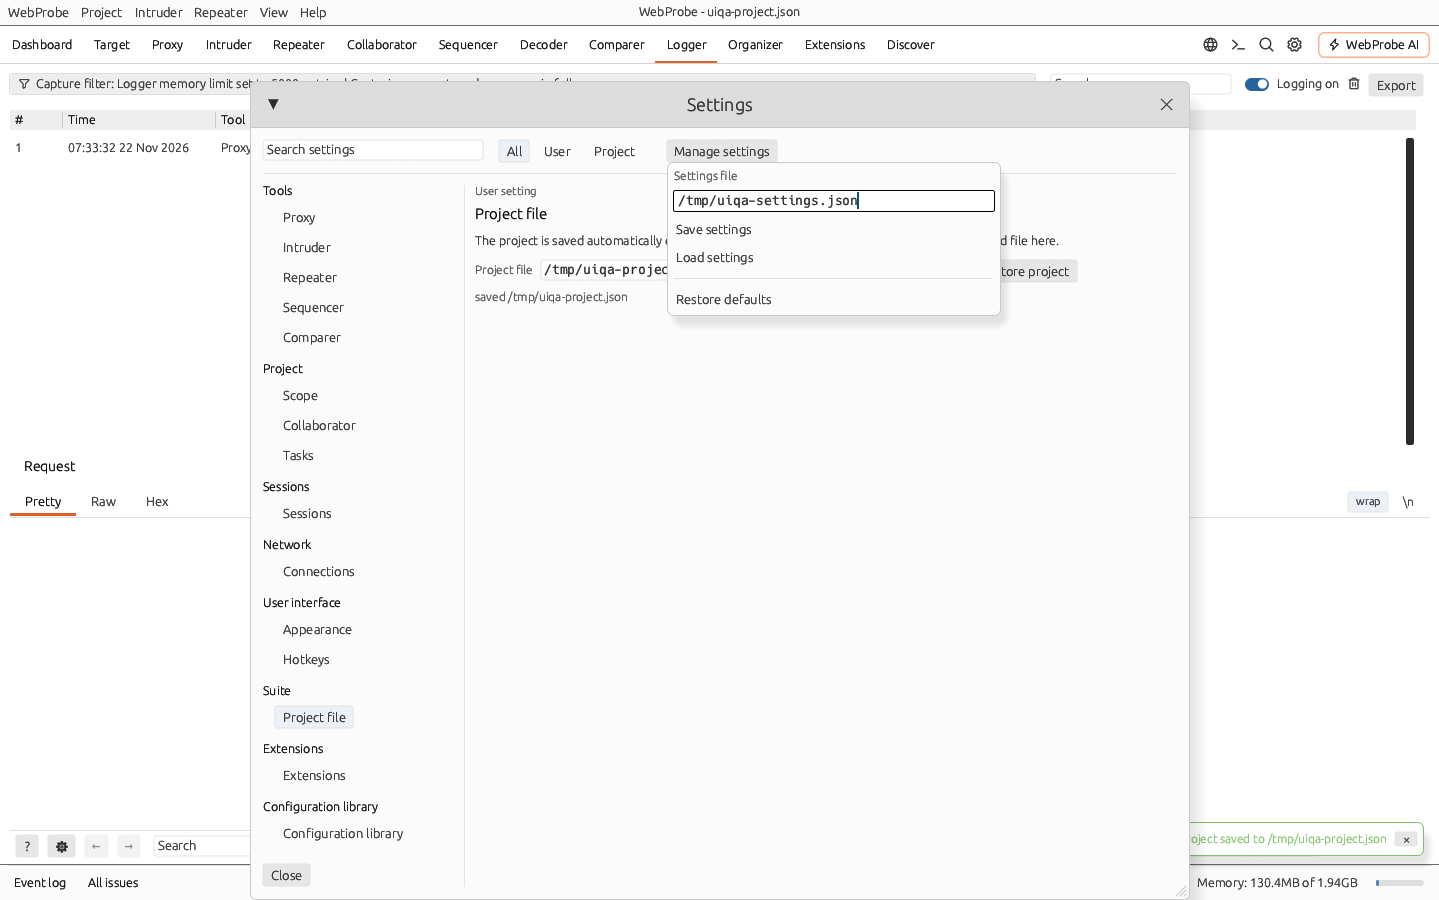 WebProbe Project Intruder Repeater View Help
WebProbe - uiqa-project.json
Dashboard Target Proxy Intruder Repeater Collaborator Sequencer Decoder Comparer Logger Organizer Extensions Discover
WebProbe AI
Capture filter: Logger memory limit set
Logging on
Export
# Time Tool
1 07:33:32 22 Nov 2026 Proxy
Settings
Search settings
All User Project Manage settings
Settings file
/tmp/uiqa-settings.json
Save settings
Load settings
Restore defaults
Tools
Proxy
Intruder
Repeater
Sequencer
Comparer
Project
Scope
Collaborator
Tasks
Sessions
Sessions
Network
Connections
User interface
Appearance
Hotkeys
Suite
Project file
Extensions
Extensions
Configuration library
Configuration library
Close
User setting
Project file
The project is saved automatically
d file here.
Project file /tmp/uiqa-projec
tore project
saved /tmp/uiqa-project.json
Request
Pretty Raw Hex
wrap \n
? ← → Search
oject saved to /tmp/uiqa-project.json ×
Event log All issues
Memory: 130.4MB of 1.94GB